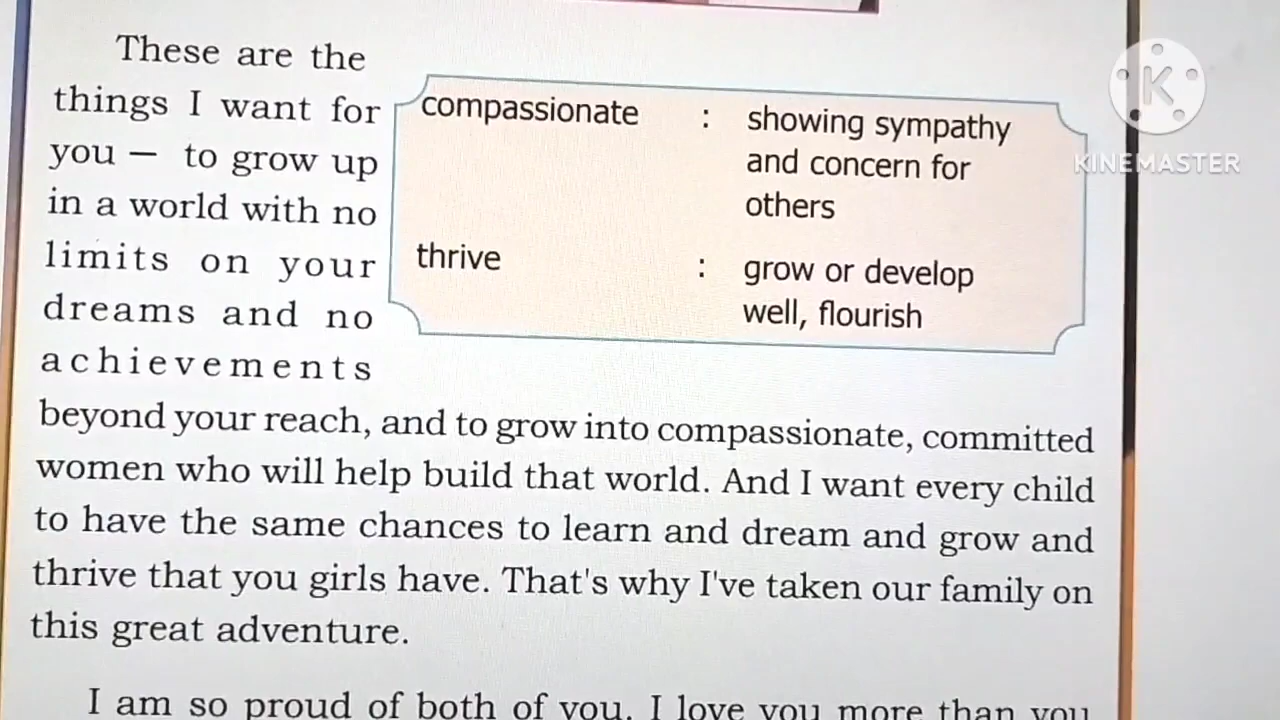 These are the
things I want for
you — to grow up
in a world with no
limits on your
dreams and no
achievements
compassionate : showing sympathy
and concern for
others
thrive : grow or develop
well, flourish
beyond your reach, and to grow into compassionate, committed
women who will help build that world. And I want every child
to have the same chances to learn and dream and grow and
thrive that you girls have. That's why I've taken our family on
this great adventure.
I am so proud of both of you. I love you more than you
K
KINEMASTER